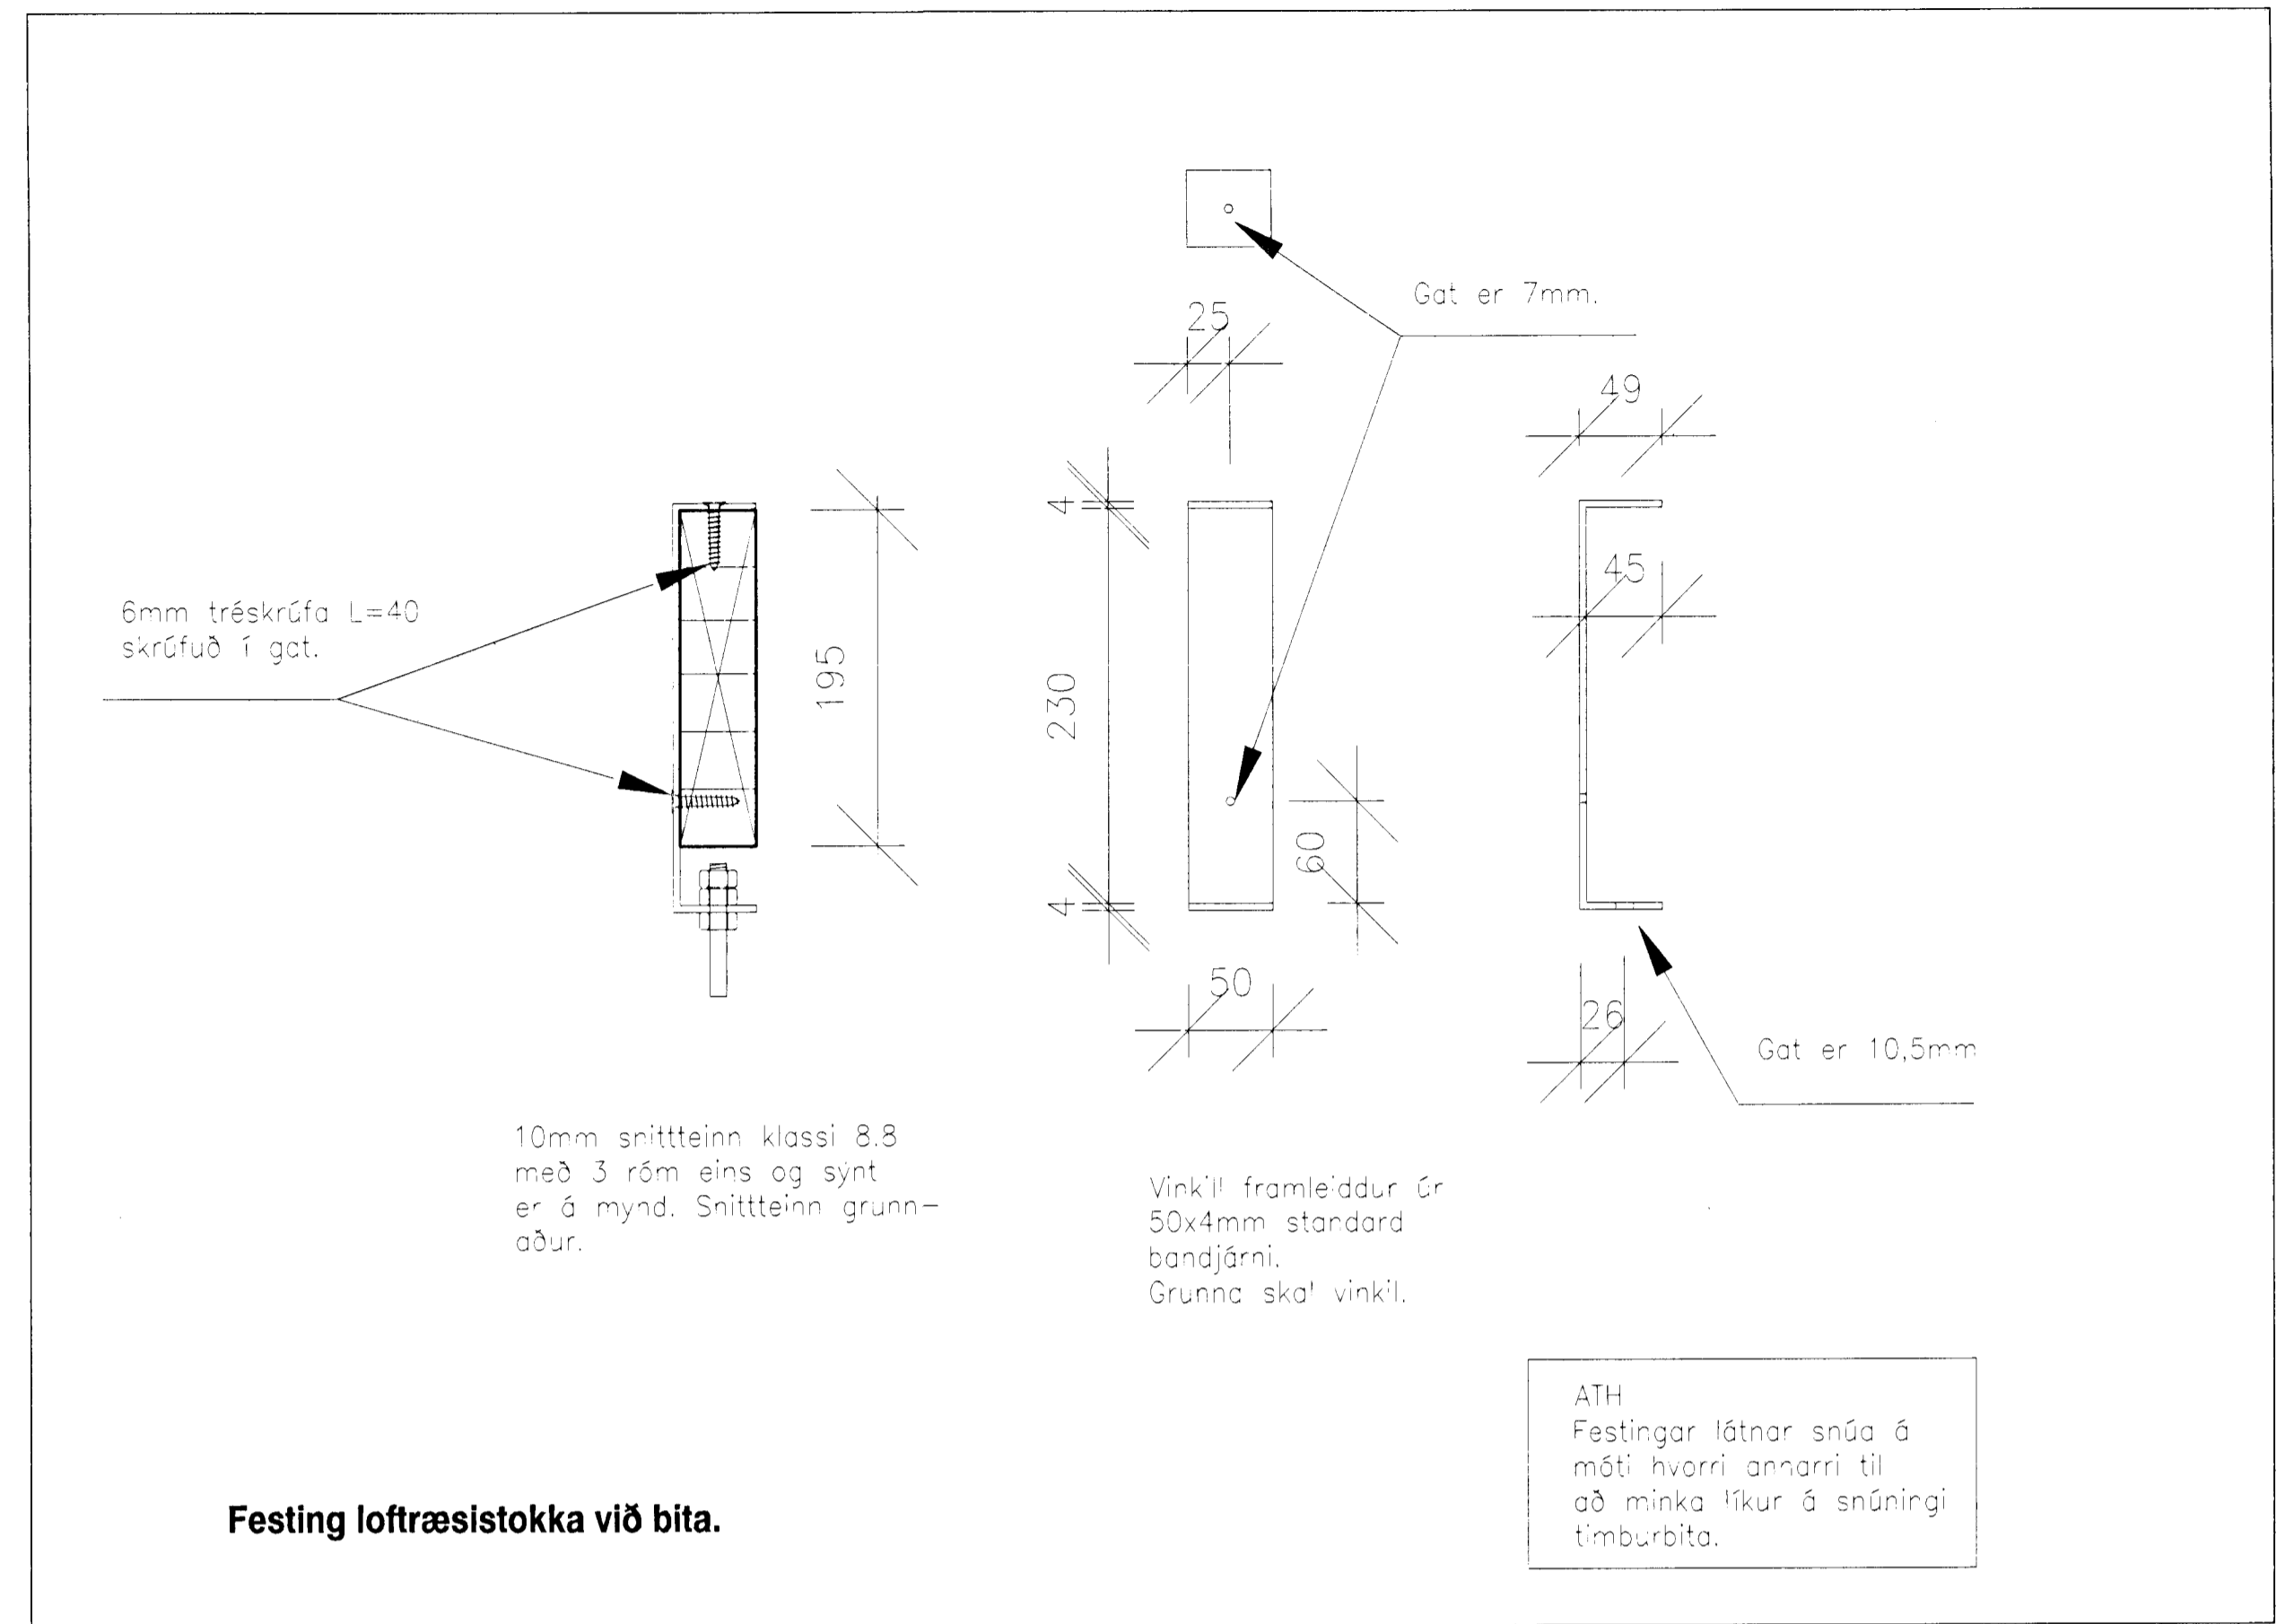 Gat er 7mm.
25
49
4
45
6mm tréskrúfa L=40
skrúfuð í gat.
195
230
60
4
50
26
Gat er 10,5mm
10mm snittteinn klassi 8.8
með 3 róm eins og sýnt
er á mynd. Snittteinn grunn-
aður.
Vinkill framleiddur úr
50x4mm standard
bandjárni.
Grunna skal vinkil.
ATH
Festingar látnar snúa á
móti hvorri annarri til
að minka líkur á snúningi
timburbita.
Festing loftræsistokka við bita.